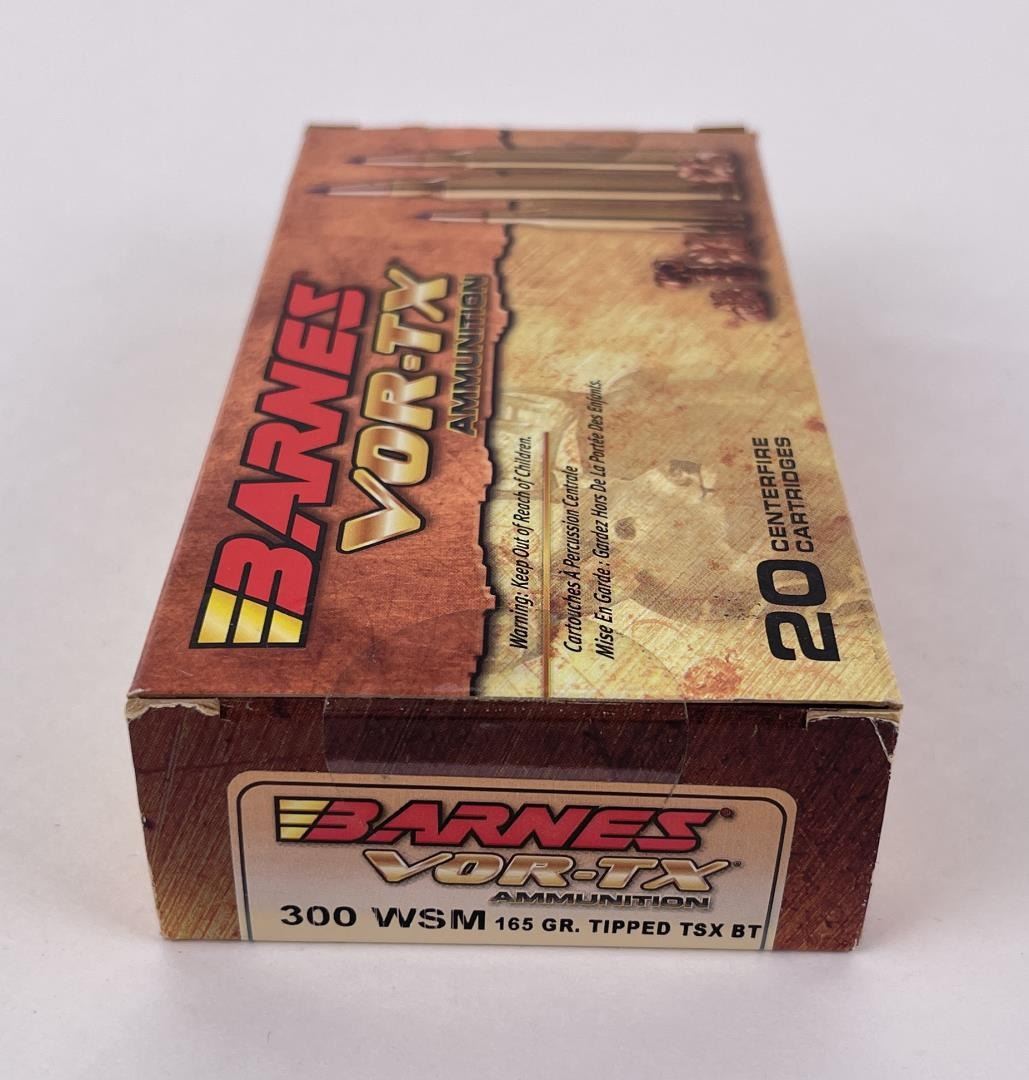 BARNES
VOR-TX
AMMUNITION
Warning: Keep Out of Reach of Children.
Cartouches À Percussion Centrale
Mise En Garde : Gardez Hors De La Portée Des Enfants.
20 CENTERFIRE
CARTRIDGES
BARNES®
VOR-TX®
AMMUNITION
300 WSM 165 GR. TIPPED TSX BT